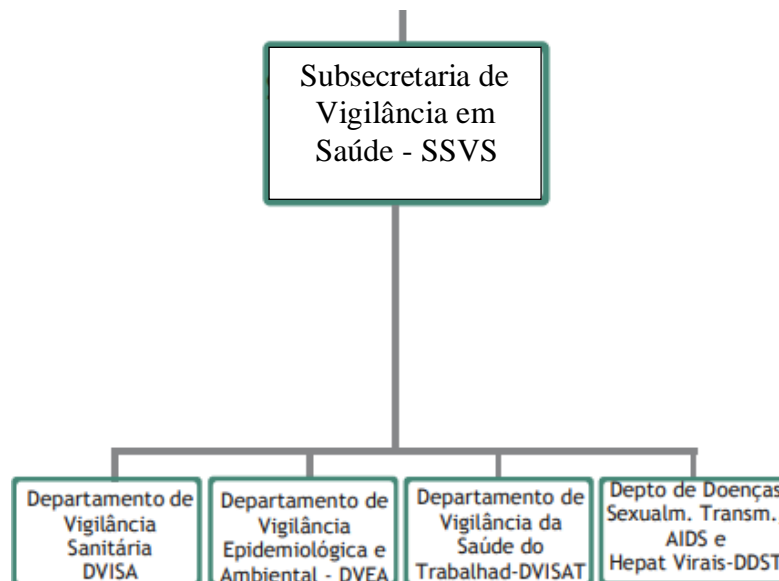 Subsecretaria de
Vigilância em
Saúde - SSVS
Departamento de
Vigilância
Sanitária
DVISA
Departamento de
Vigilância
Epidemiológica e
Ambiental - DVEA
Departamento de
Vigilância da
Saúde do
Trabalhad-DVISAT
Depto de Doenças
Sexualm. Transm.
AIDS e
Hepat Virais-DDST